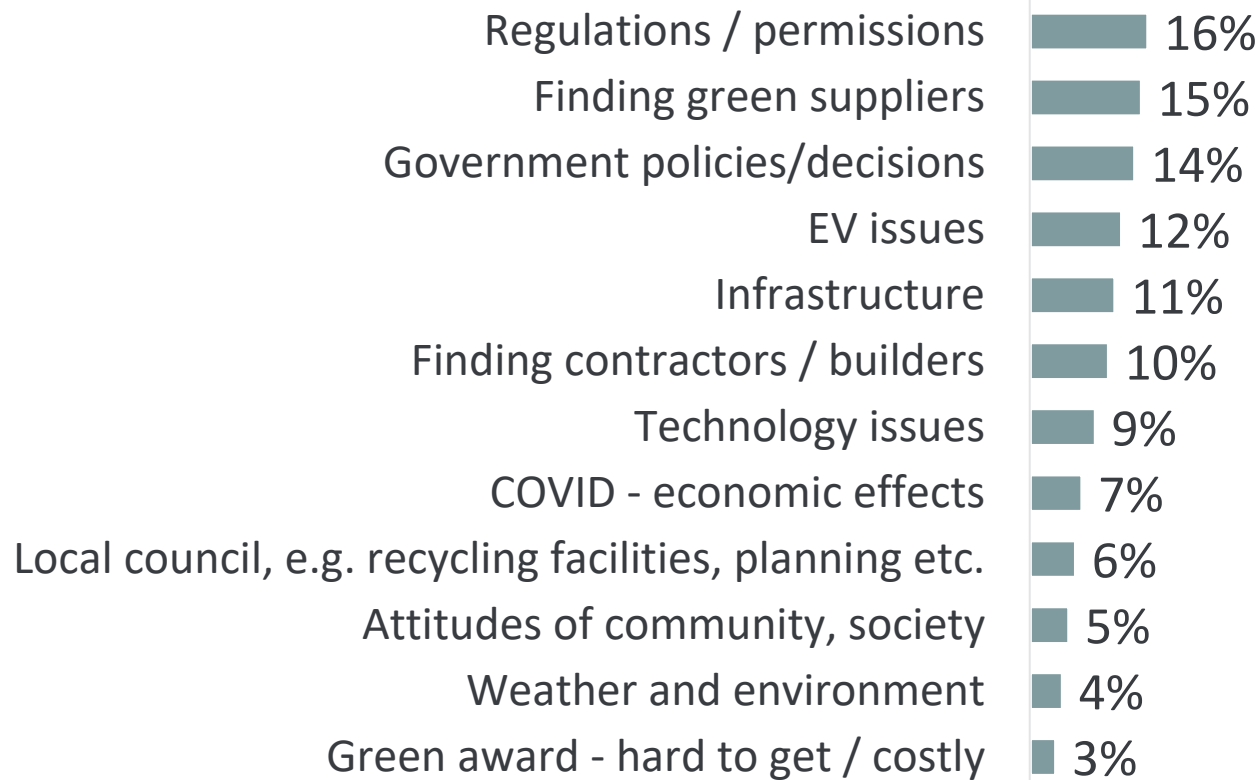 Regulations / permissions 16%
Finding green suppliers 15%
Government policies/decisions 14%
EV issues 12%
Infrastructure 11%
Finding contractors / builders 10%
Technology issues 9%
COVID - economic effects 7%
Local council, e.g. recycling facilities, planning etc. 6%
Attitudes of community, society 5%
Weather and environment 4%
Green award - hard to get / costly 3%